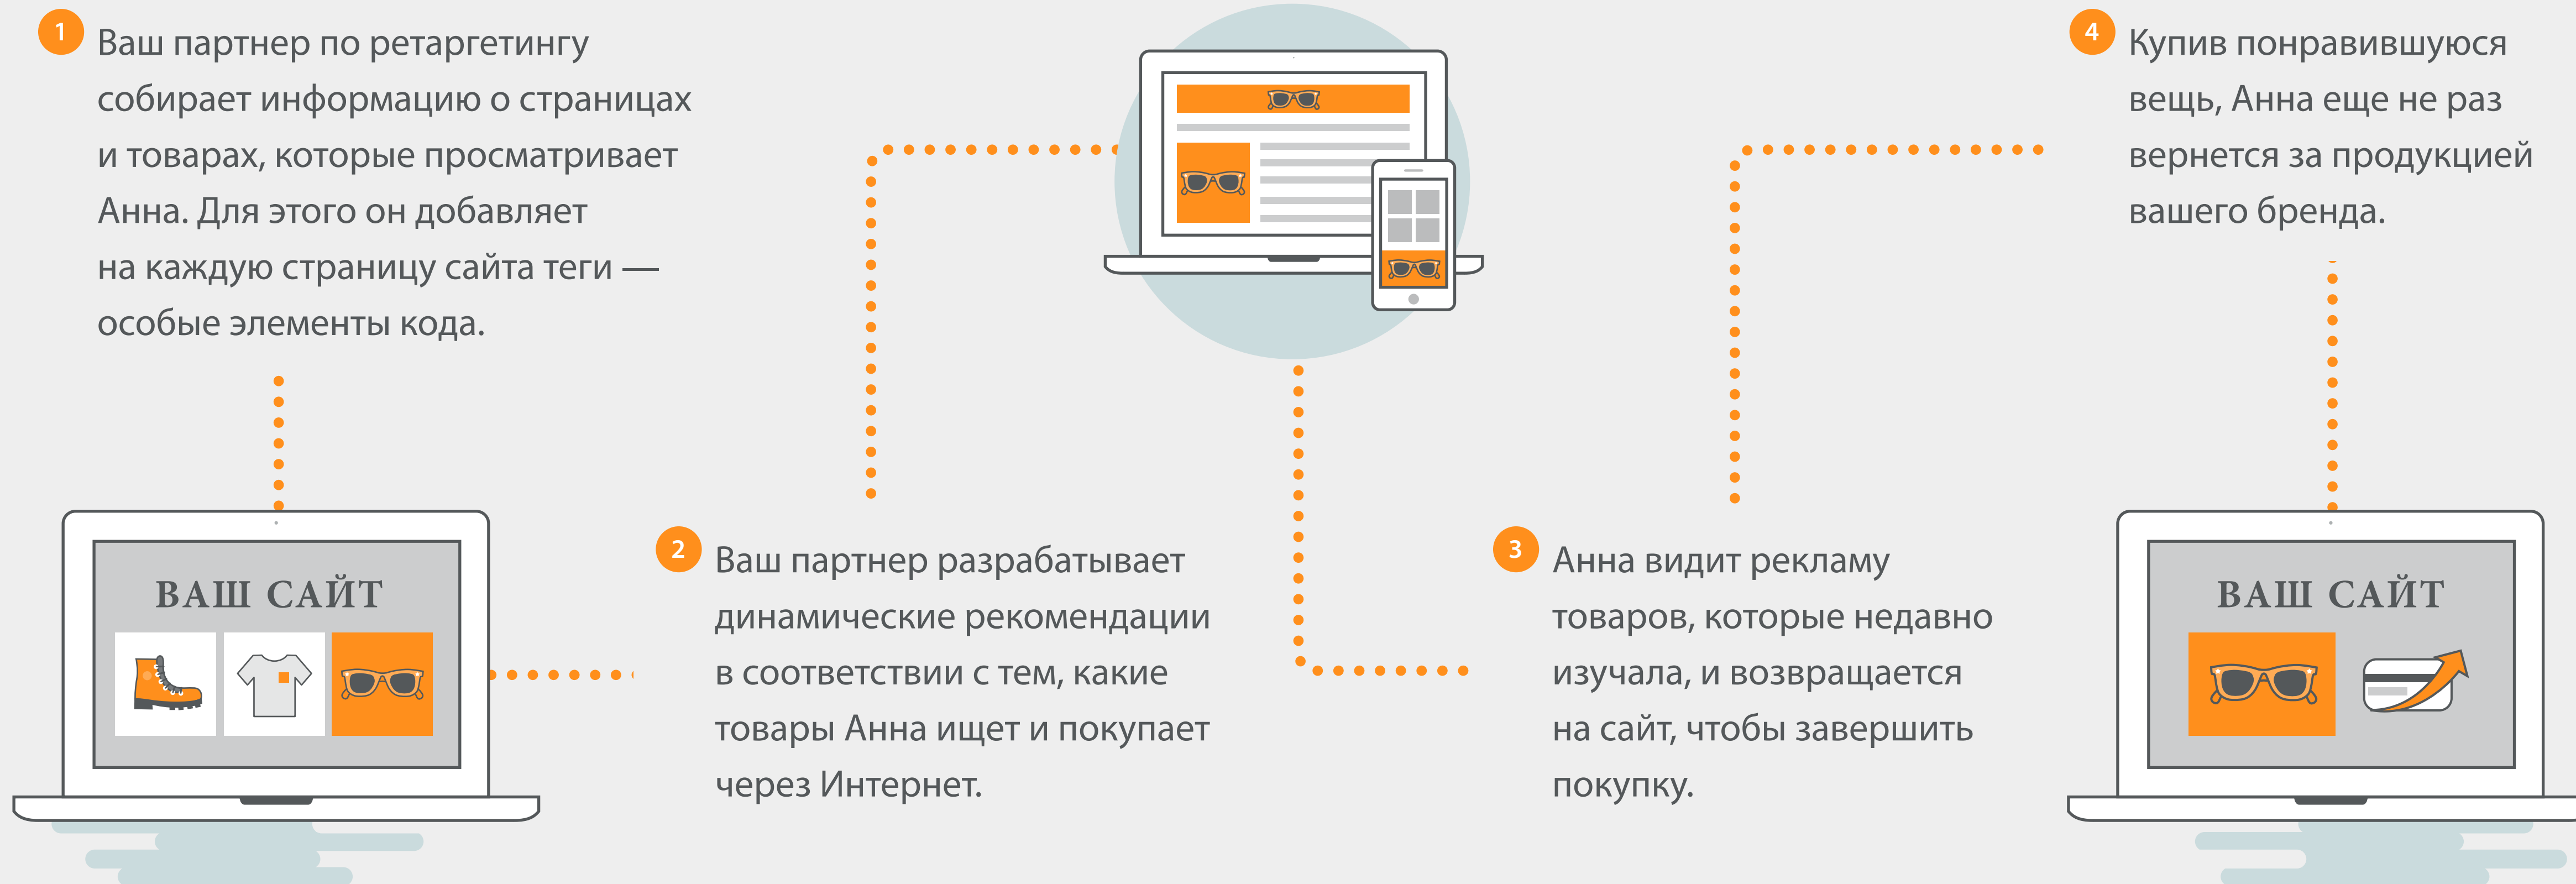 1
Ваш партнер по ретаргетингу
собирает информацию о страницах
и товарах, которые просматривает
Анна. Для этого он добавляет
на каждую страницу сайта теги —
особые элементы кода.
ВАШ САЙТ
2
Ваш партнер разрабатывает
динамические рекомендации
в соответствии с тем, какие
товары Анна ищет и покупает
через Интернет.
3
Анна видит рекламу
товаров, которые недавно
изучала, и возвращается
на сайт, чтобы завершить
покупку.
4
Купив понравившуюся
вещь, Анна еще не раз
вернется за продукцией
вашего бренда.
ВАШ САЙТ